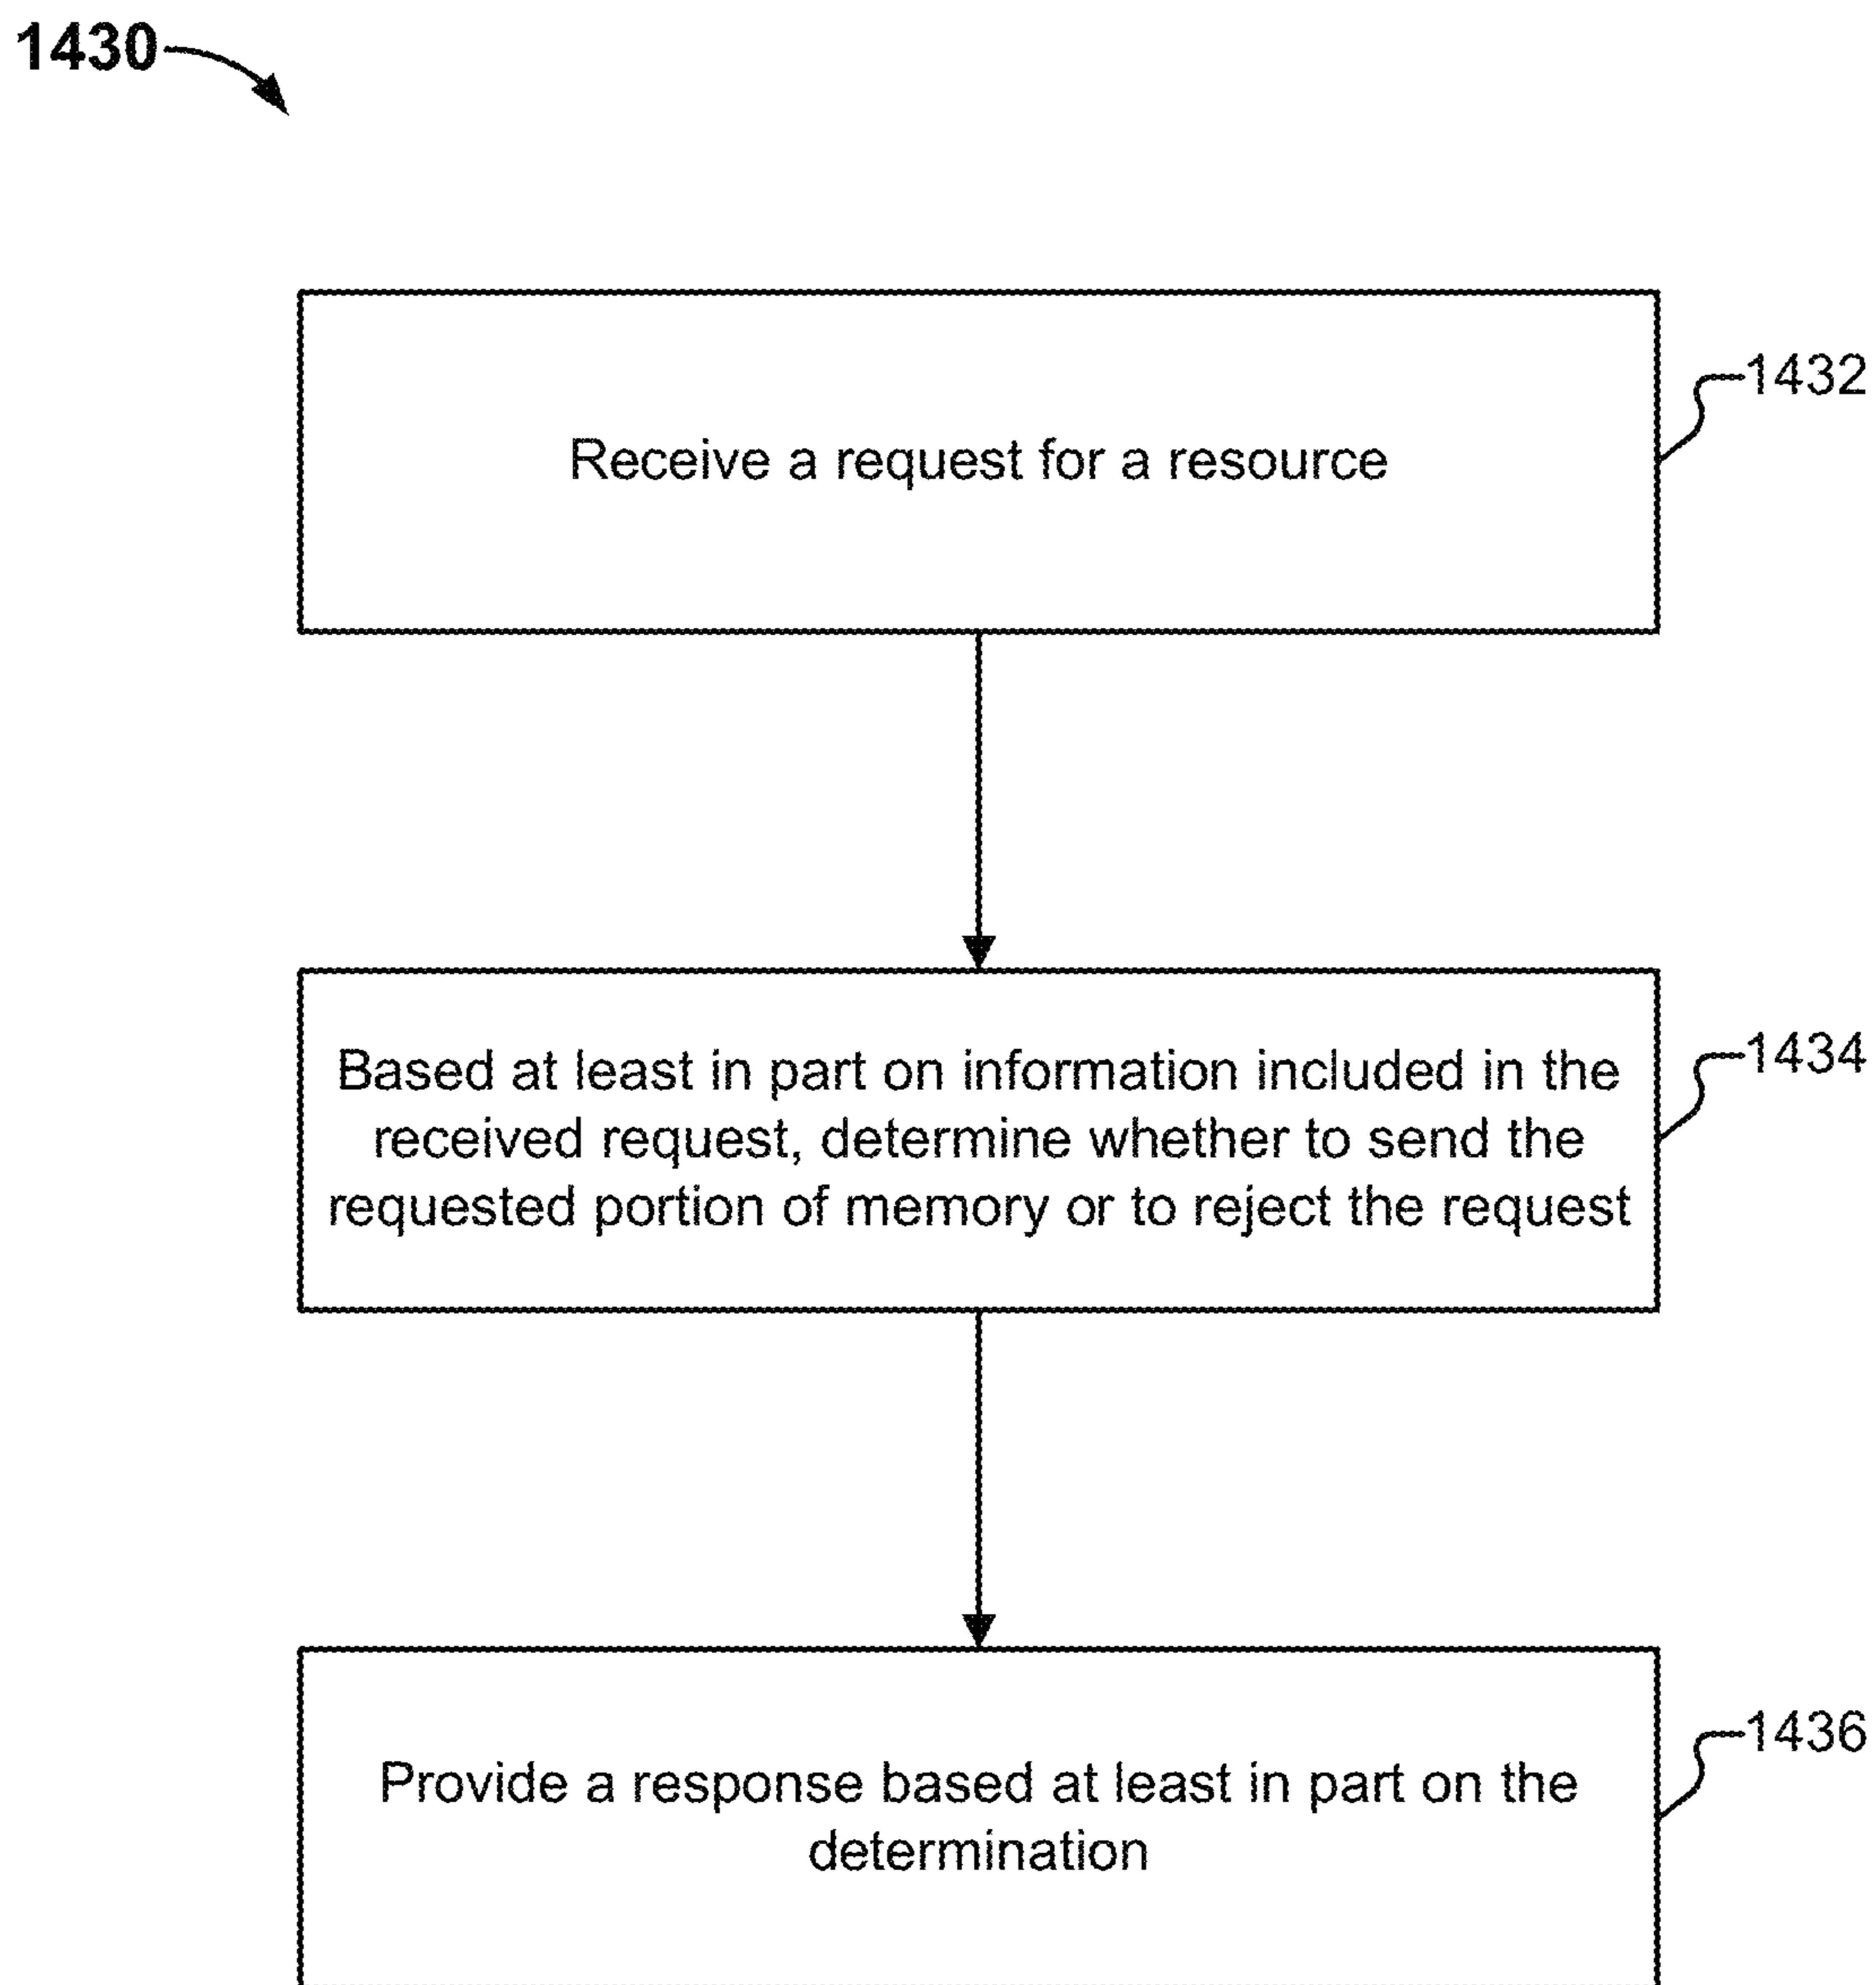 1430
Receive a request for a resource
1432
Based at least in part on information included in the
received request, determine whether to send the
requested portion of memory or to reject the request
1434
Provide a response based at least in part on the
determination
1436